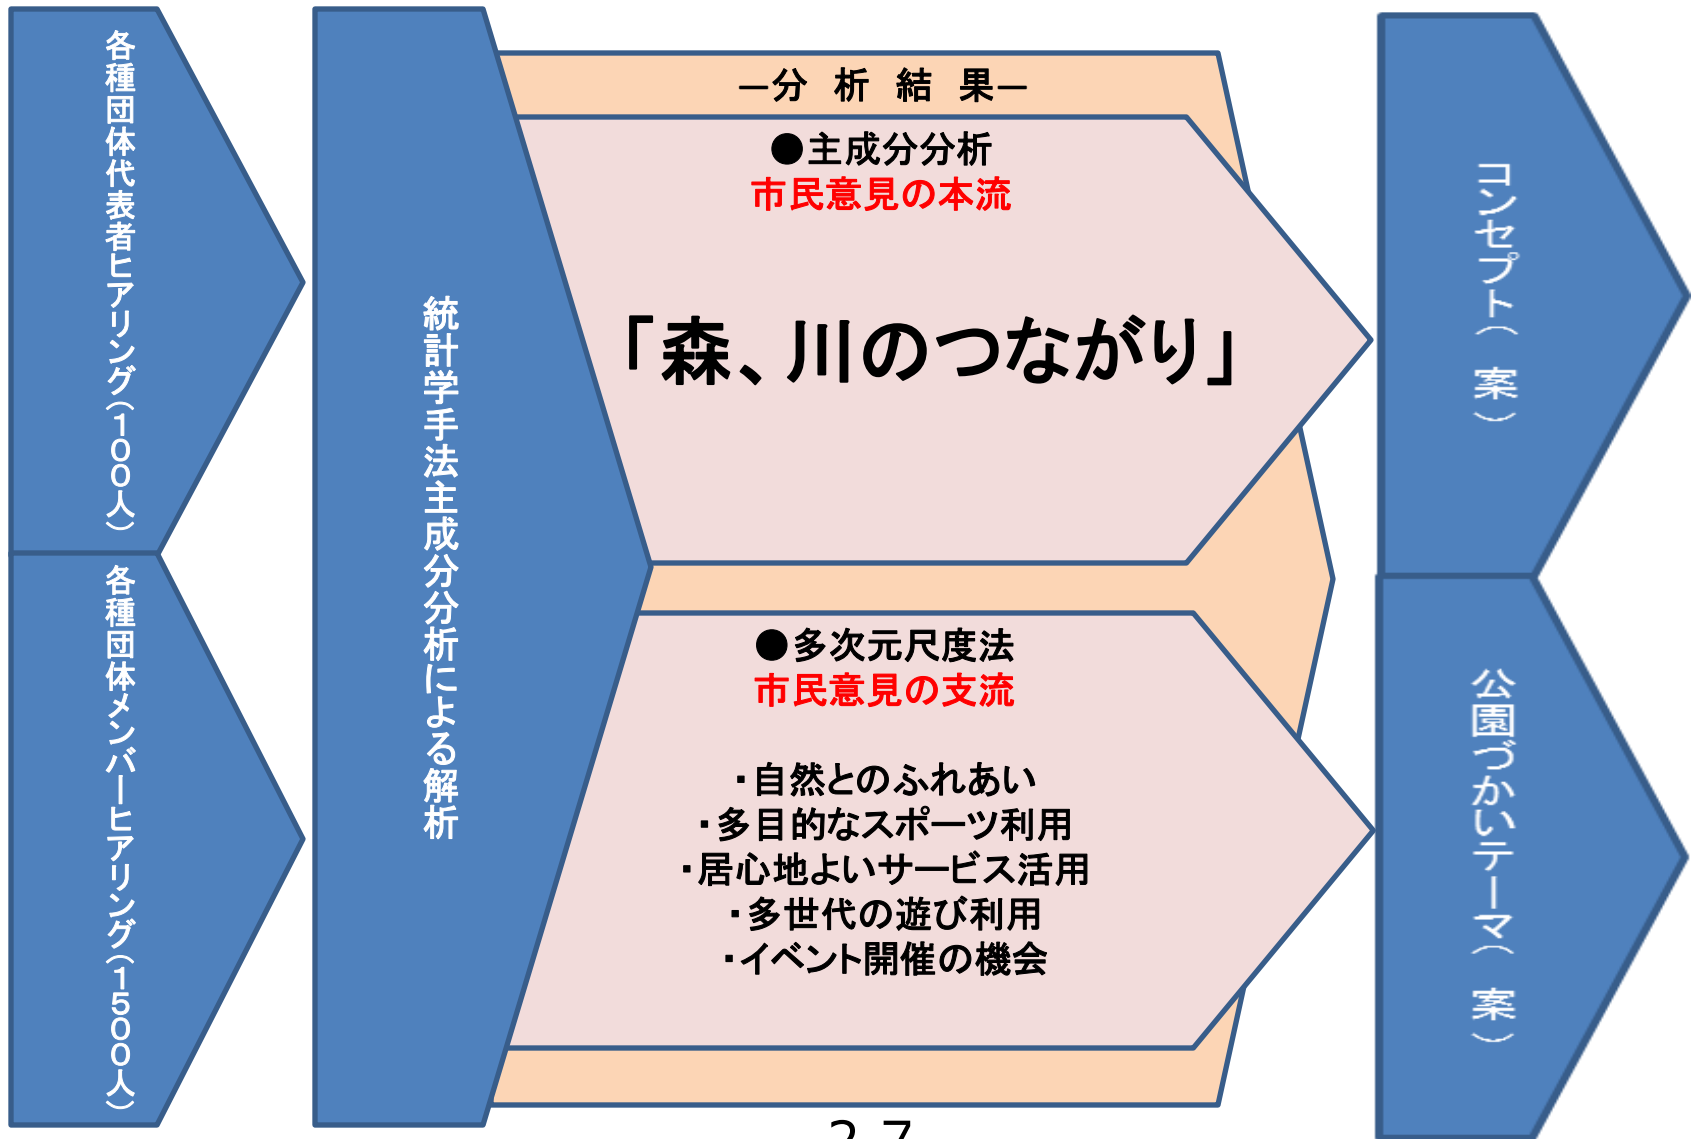 各種団体代表者ヒアリング（１００人）
各種団体メンバーヒアリング（１５００人）
統計学手法主成分分析による解析
―分　析　結　果―
●主成分分析
市民意見の本流
「森、川のつながり」
●多次元尺度法
市民意見の支流
・自然とのふれあい
・多目的なスポーツ利用
・居心地よいサービス活用
・多世代の遊び利用
・イベント開催の機会
コンセプト（　案　）
公園づかいテーマ（　案　）
２７